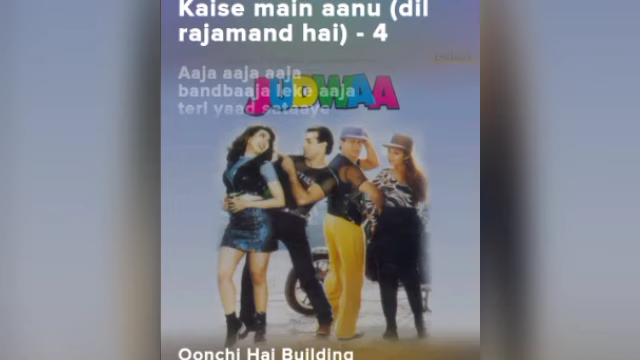 Kaise main aanu (dil
rajamand hai) - 4
Aaja aaja aaja
bandbaaja leke aaja
teri yaad sataaye
JUDWAA
Oonchi Hai Building